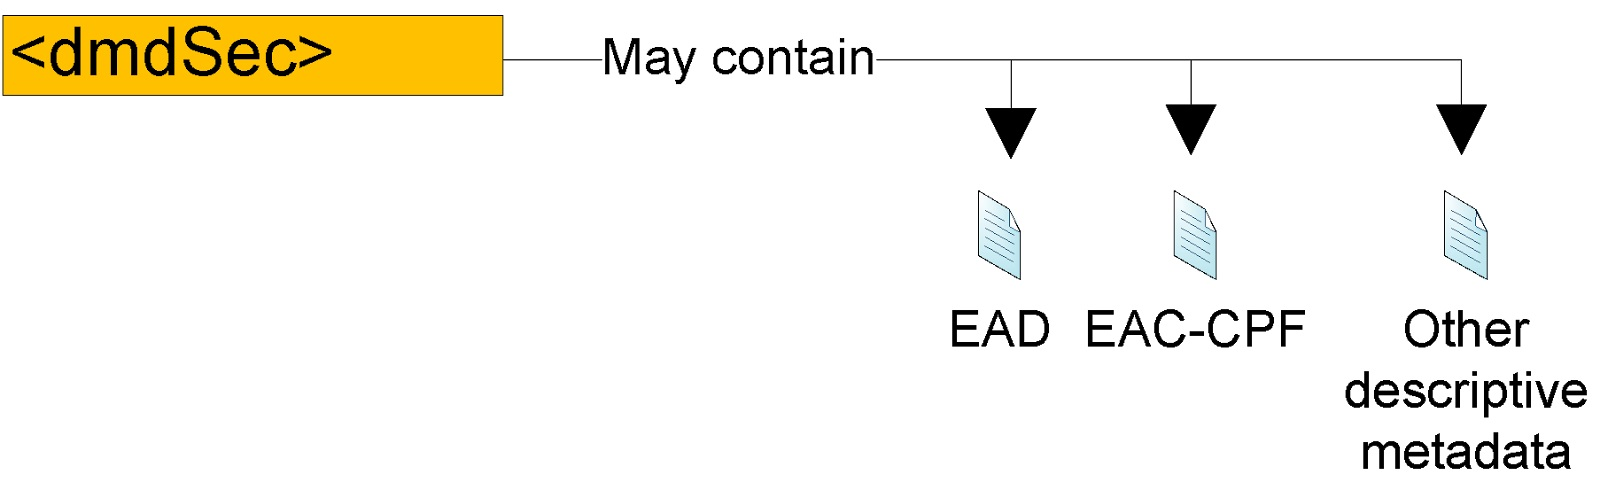 <dmdSec>
May contain
EAD
EAC-CPF
Other
descriptive
metadata